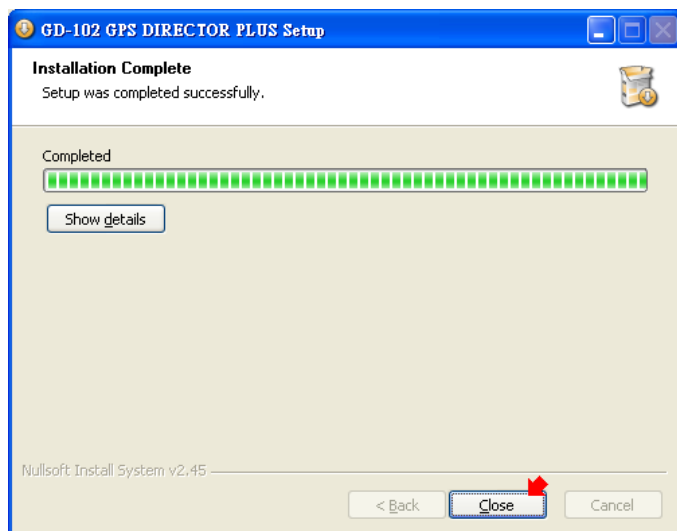 GD-102 GPS DIRECTOR PLUS Setup
Installation Complete
Setup was completed successfully.
Completed
Show details
Nullsoft Install System v2.45
< Back
Close
Cancel